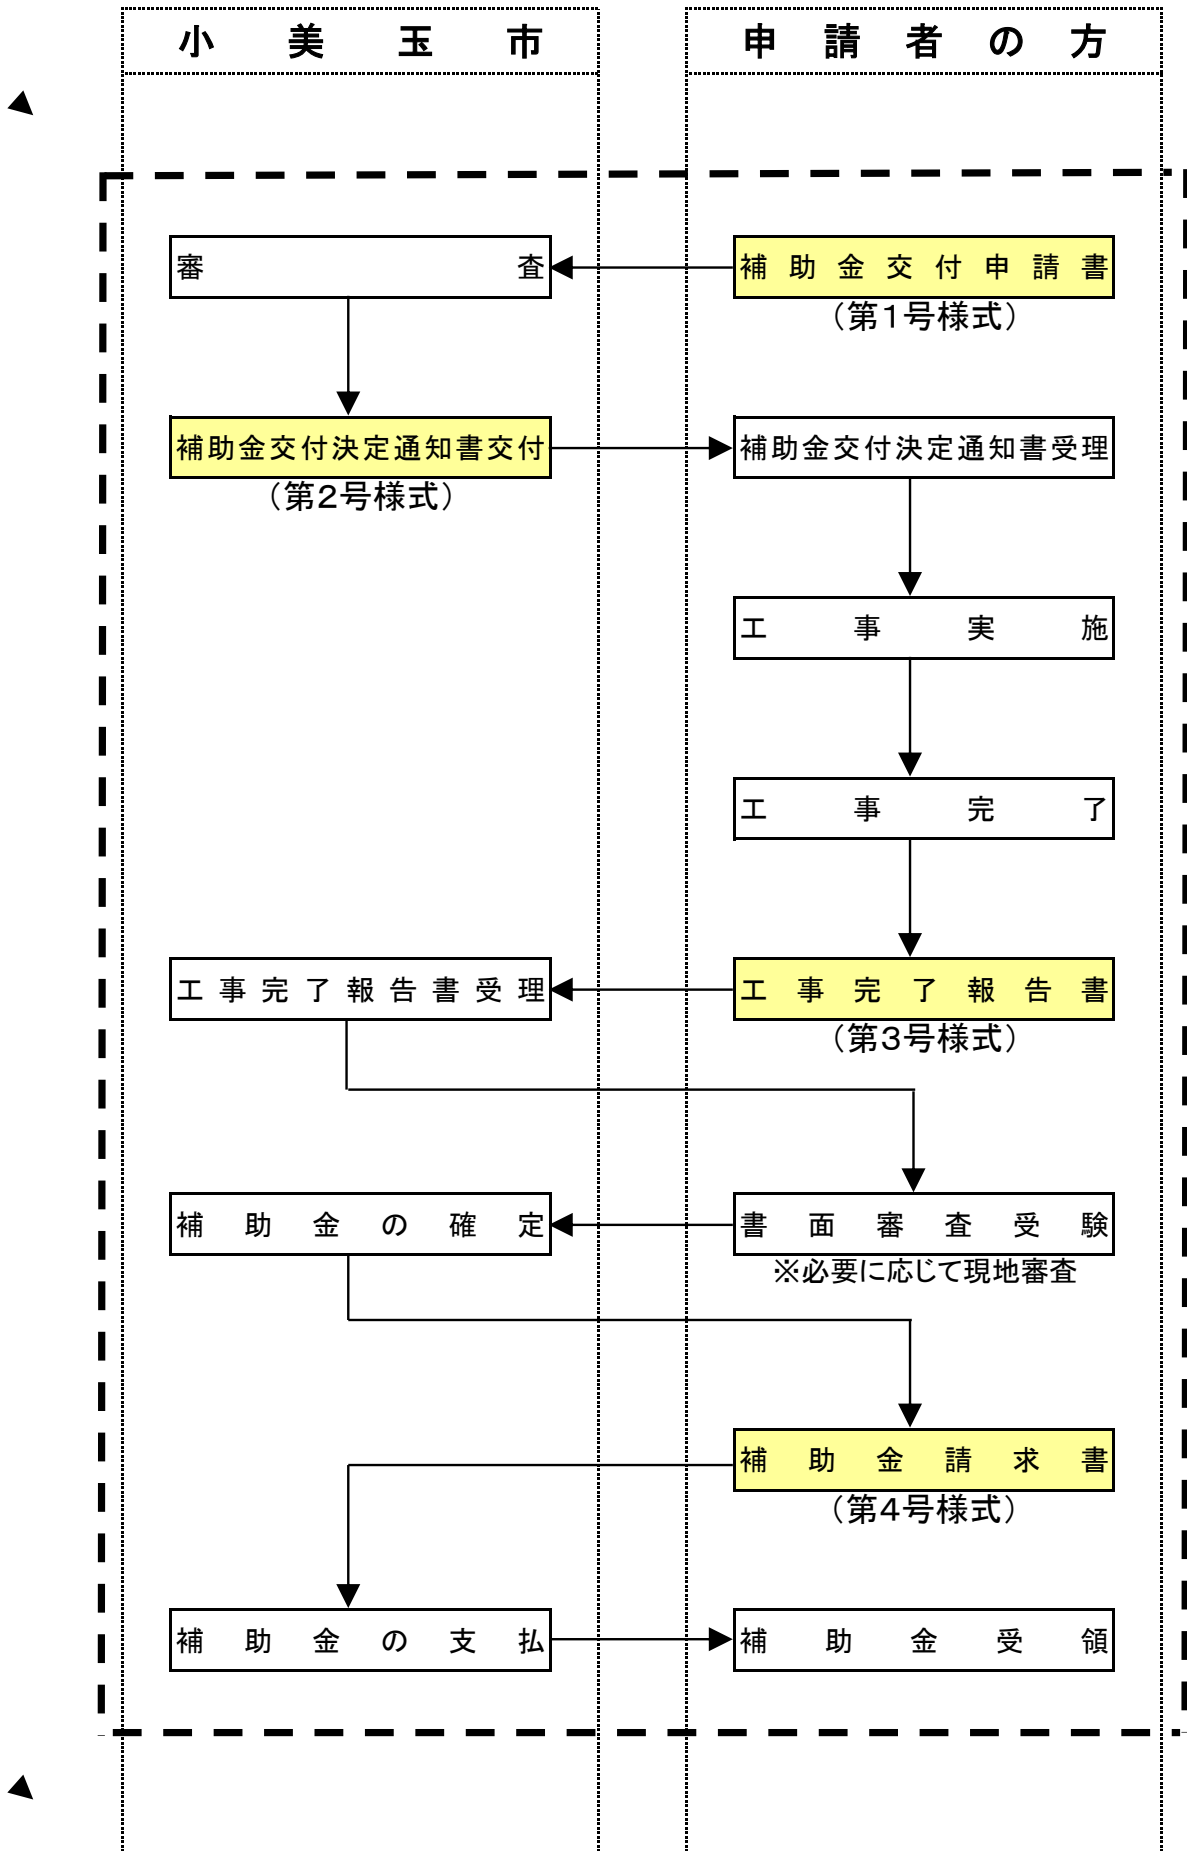 小美玉市
申請者の方
審査
補助金交付申請書
（第１号様式）
補助金交付決定通知書交付
（第２号様式）
補助金交付決定通知書受理
工事実施
工事完了
工事完了報告書受理
工事完了報告書
（第３号様式）
補助金の確定
書面審査受験
※必要に応じて現地審査
補助金請求書
（第４号様式）
補助金の支払
補助金受領